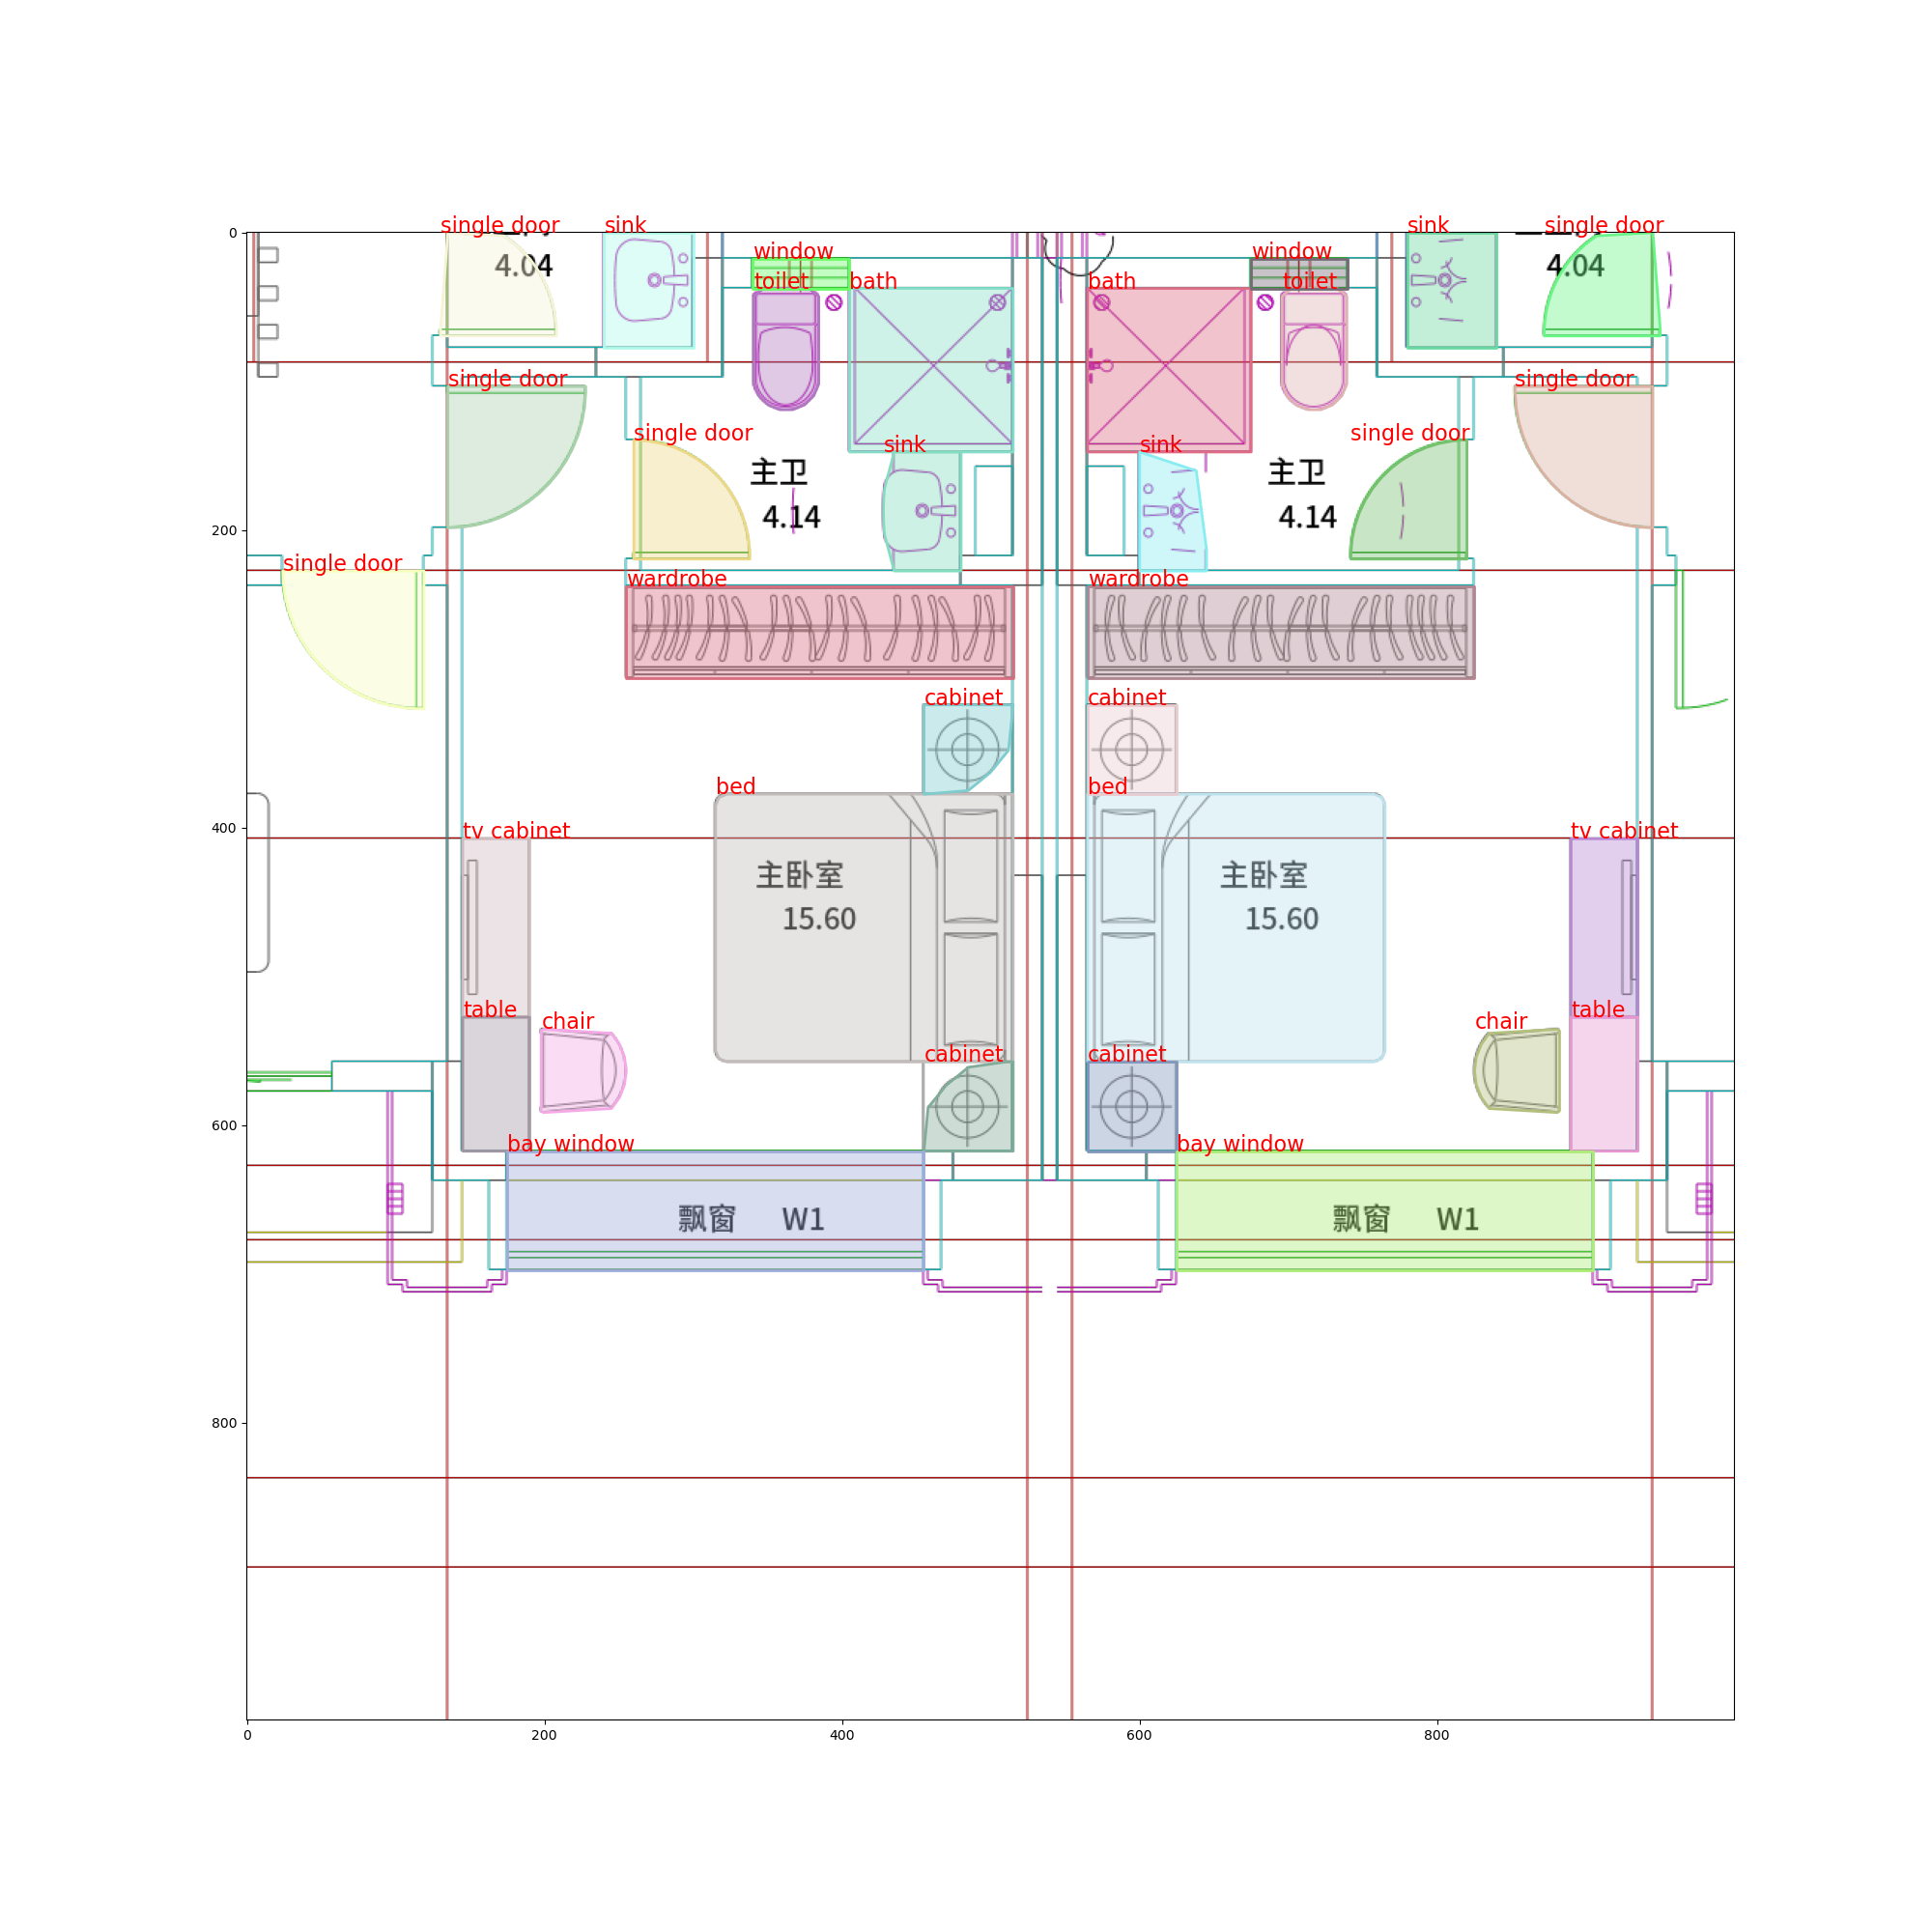 single door
sink
sink
single door
4.04
4.04
window
window
toilet
bath
bath
toilet
single door
single door
single door
sink
sink
single door
主卫
4.14
主卫
4.14
single door
wardrobe
wardrobe
cabinet
cabinet
bed
bed
tv cabinet
tv cabinet
主卧室
15.60
主卧室
15.60
table
chair
chair
table
cabinet
cabinet
bay window
bay window
飘窗 W1
飘窗 W1
0
200
400
600
800
0
200
400
600
800